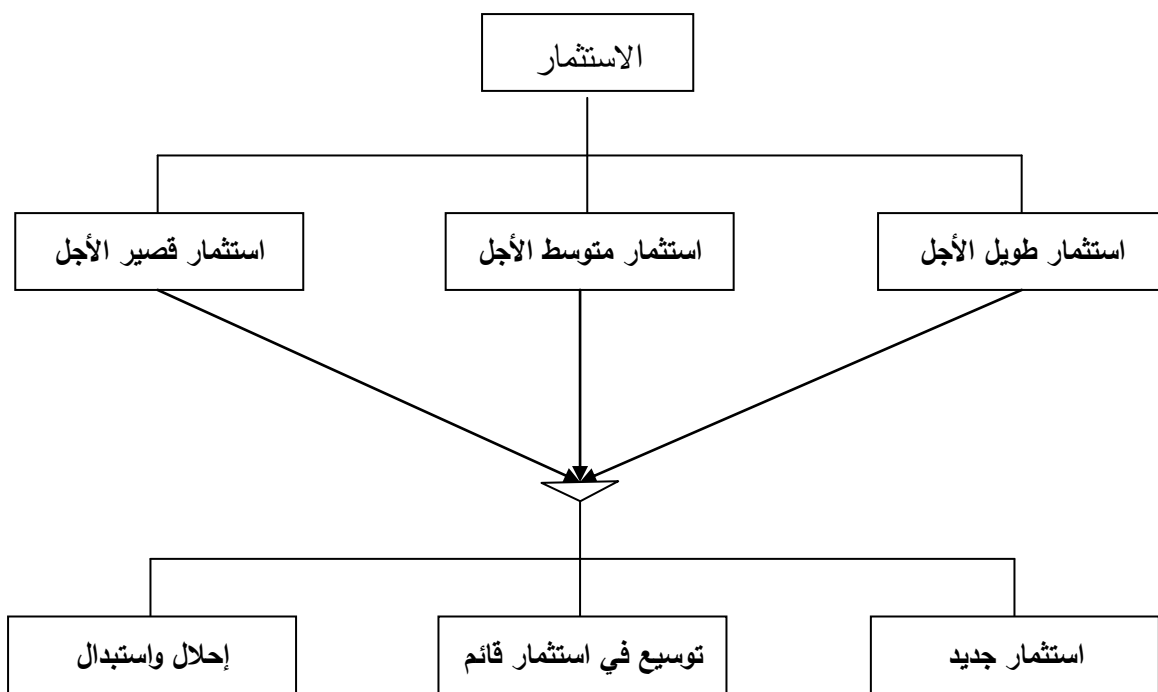 الاستثمار
استثمار طويل الأجل
استثمار متوسط الأجل
استثمار قصير الأجل
استثمار جديد
توسيع في استثمار قائم
إحلال واستبدال